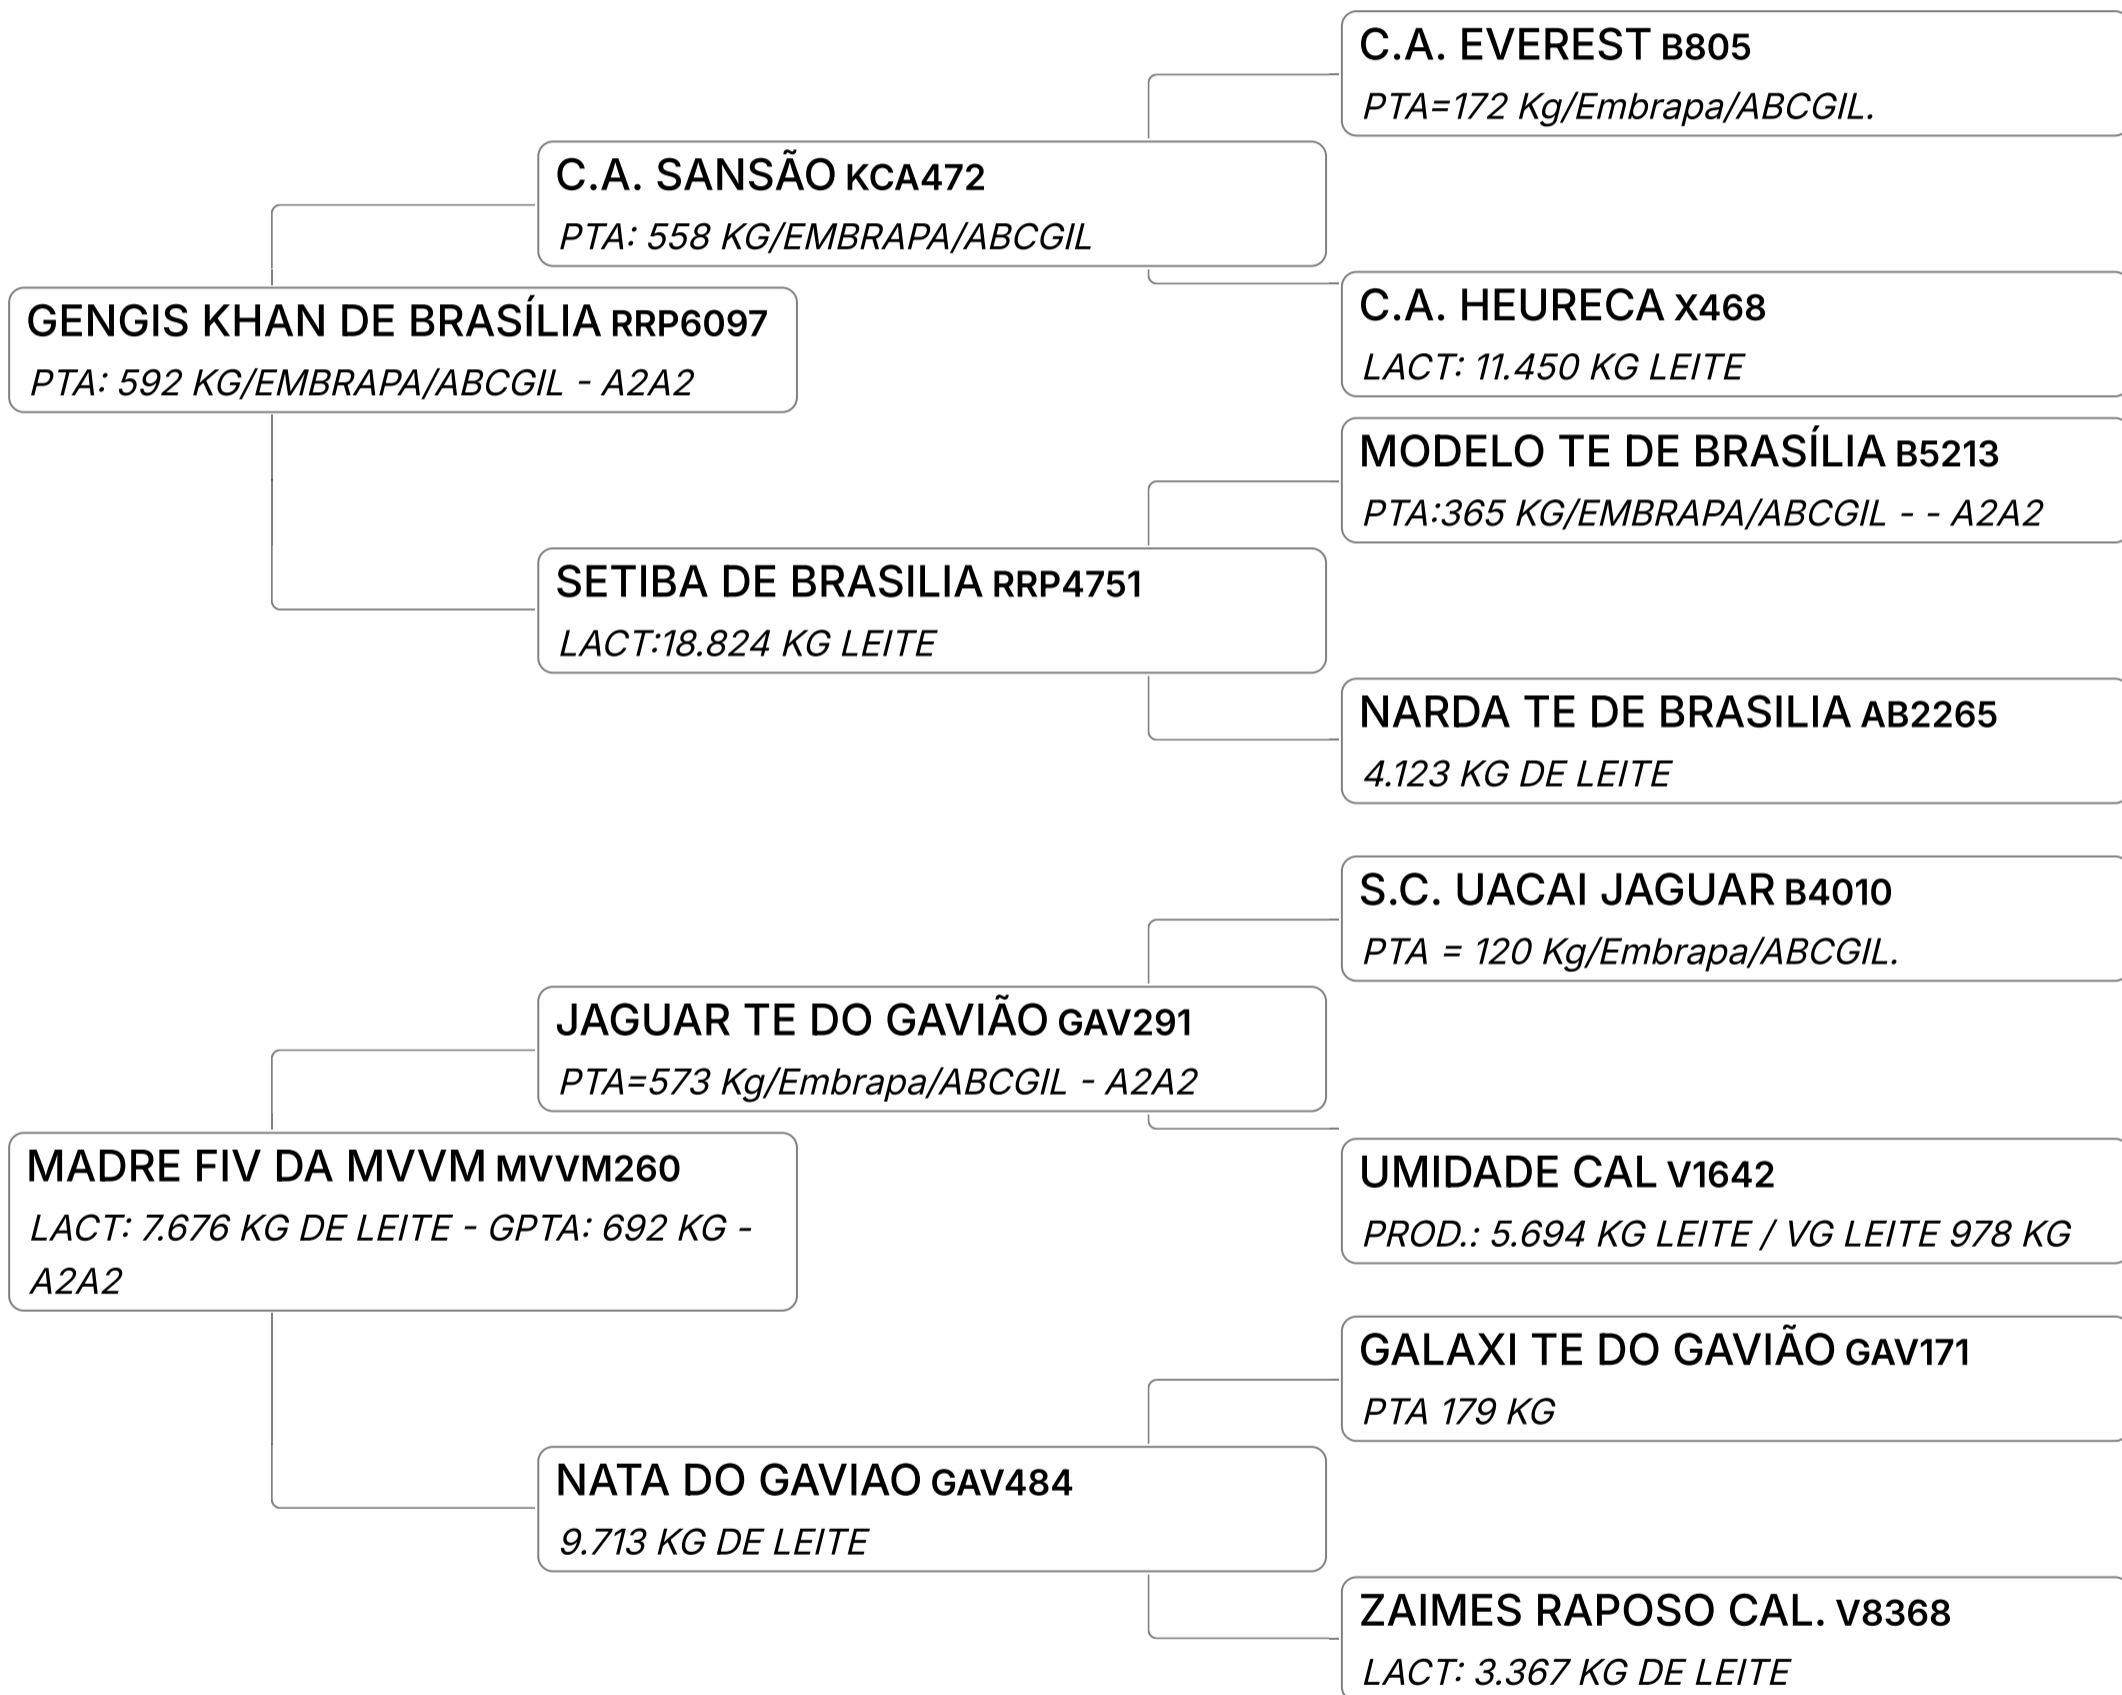 C.A. EVEREST B805
PTA=172 Kg/Embrapa/ABCGIL.
C.A. SANSÃO KCA472
PTA: 558 KG/EMBRAPA/ABCGIL
C.A. HEURECA X468
LACT: 11.450 KG LEITE
GENGIS KHAN DE BRASÍLIA RRP6097
PTA: 592 KG/EMBRAPA/ABCGIL - A2A2
MODELO TE DE BRASÍLIA B5213
PTA:365 KG/EMBRAPA/ABCGIL - - A2A2
SETIBA DE BRASILIA RRP4751
LACT:18.824 KG LEITE
NARDA TE DE BRASILIA AB2265
4.123 KG DE LEITE
S.C. UACAI JAGUAR B4010
PTA = 120 Kg/Embrapa/ABCGIL.
JAGUAR TE DO GAVIÃO GAV291
PTA=573 Kg/Embrapa/ABCGIL - A2A2
UMIDADE CAL V1642
PROD.: 5.694 KG LEITE / VG LEITE 978 KG
MADRE FIV DA MVVM MVVM260
LACT: 7.676 KG DE LEITE - GPTA: 692 KG -
A2A2
GALAXI TE DO GAVIÃO GAV171
PTA 179 KG
NATA DO GAVIAO GAV484
9.713 KG DE LEITE
ZAIMES RAPOSO CAL. V8368
LACT: 3.367 KG DE LEITE